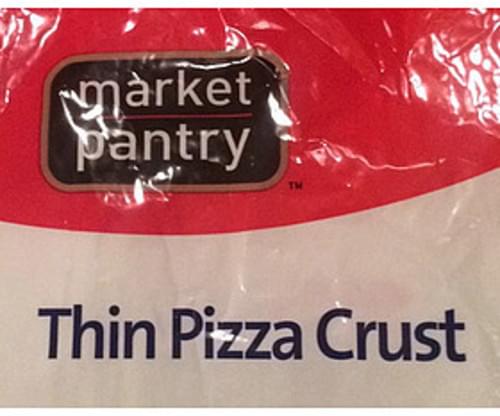 market
pantry
™
Thin Pizza Crust